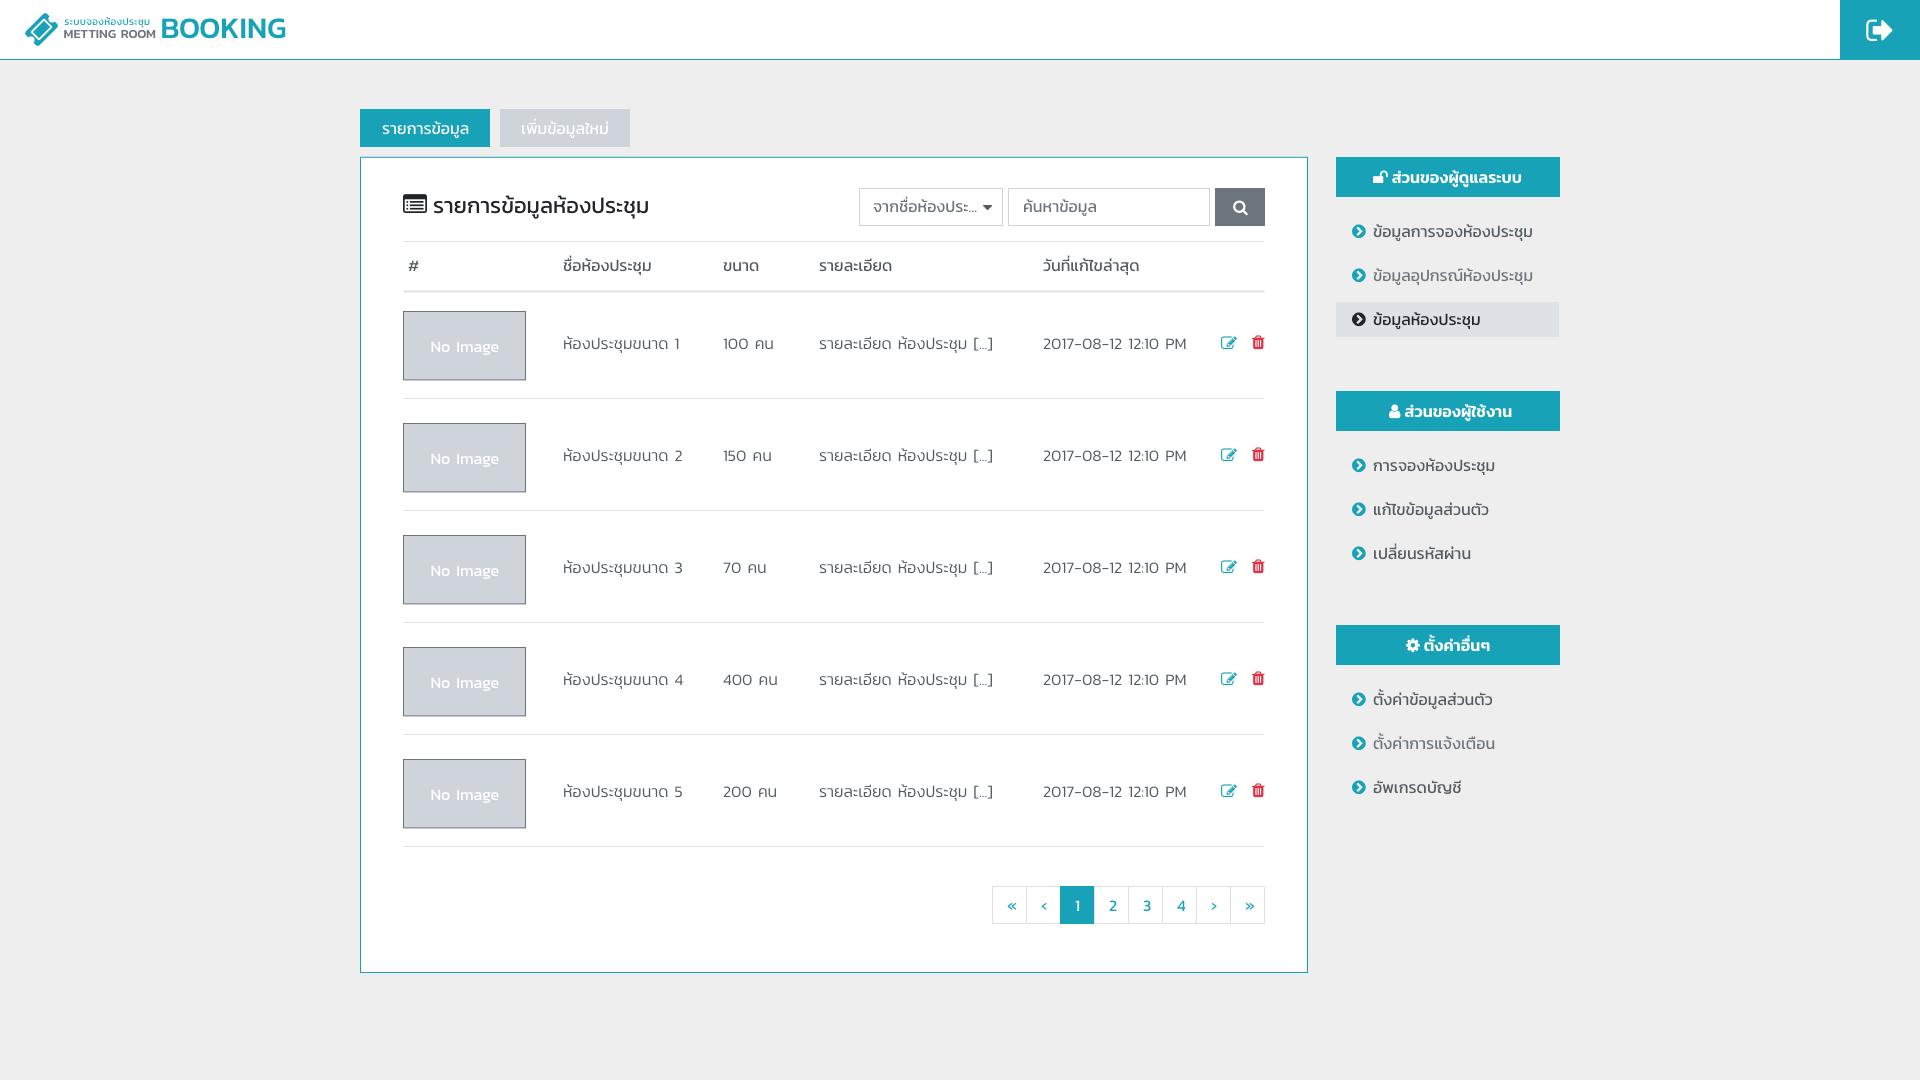 ระบบจองห้องประชุม
METTING ROOM BOOKING
รายการข้อมูล
เพิ่มข้อมูลใหม่
รายการข้อมูลห้องประชุม
จากชื่อห้องประ... ค้นหาข้อมูล
# ชื่อห้องประชุม ขนาด รายละเอียด วันที่แก้ไขล่าสุด
No Image ห้องประชุมขนาด 1 100 คน รายละเอียด ห้องประชุม [...] 2017-08-12 12:10 PM
No Image ห้องประชุมขนาด 2 150 คน รายละเอียด ห้องประชุม [...] 2017-08-12 12:10 PM
No Image ห้องประชุมขนาด 3 70 คน รายละเอียด ห้องประชุม [...] 2017-08-12 12:10 PM
No Image ห้องประชุมขนาด 4 400 คน รายละเอียด ห้องประชุม [...] 2017-08-12 12:10 PM
No Image ห้องประชุมขนาด 5 200 คน รายละเอียด ห้องประชุม [...] 2017-08-12 12:10 PM
« ‹ 1 2 3 4 › »
ส่วนของผู้ดูแลระบบ
ข้อมูลการจองห้องประชุม
ข้อมูลอุปกรณ์ห้องประชุม
ข้อมูลห้องประชุม
ส่วนของผู้ใช้งาน
การจองห้องประชุม
แก้ไขข้อมูลส่วนตัว
เปลี่ยนรหัสผ่าน
ตั้งค่าอื่นๆ
ตั้งค่าข้อมูลส่วนตัว
ตั้งค่าการแจ้งเตือน
อัพเกรดบัญชี